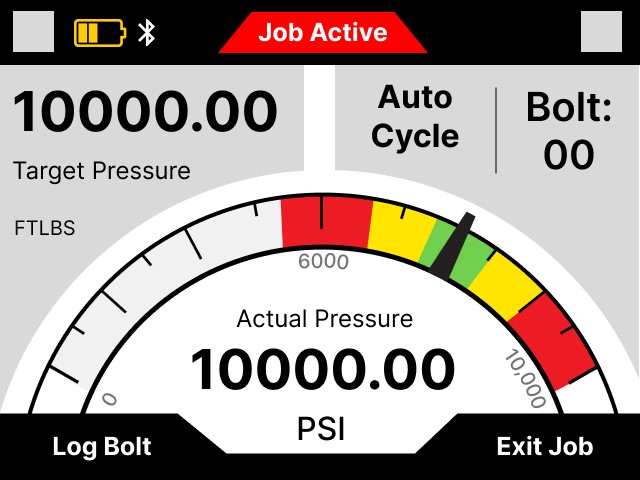 Job Active
10000.00
Target Pressure
FTLBS
Auto
Cycle
Bolt:
00
6000
0
10,000
Actual Pressure
10000.00
PSI
Log Bolt
Exit Job